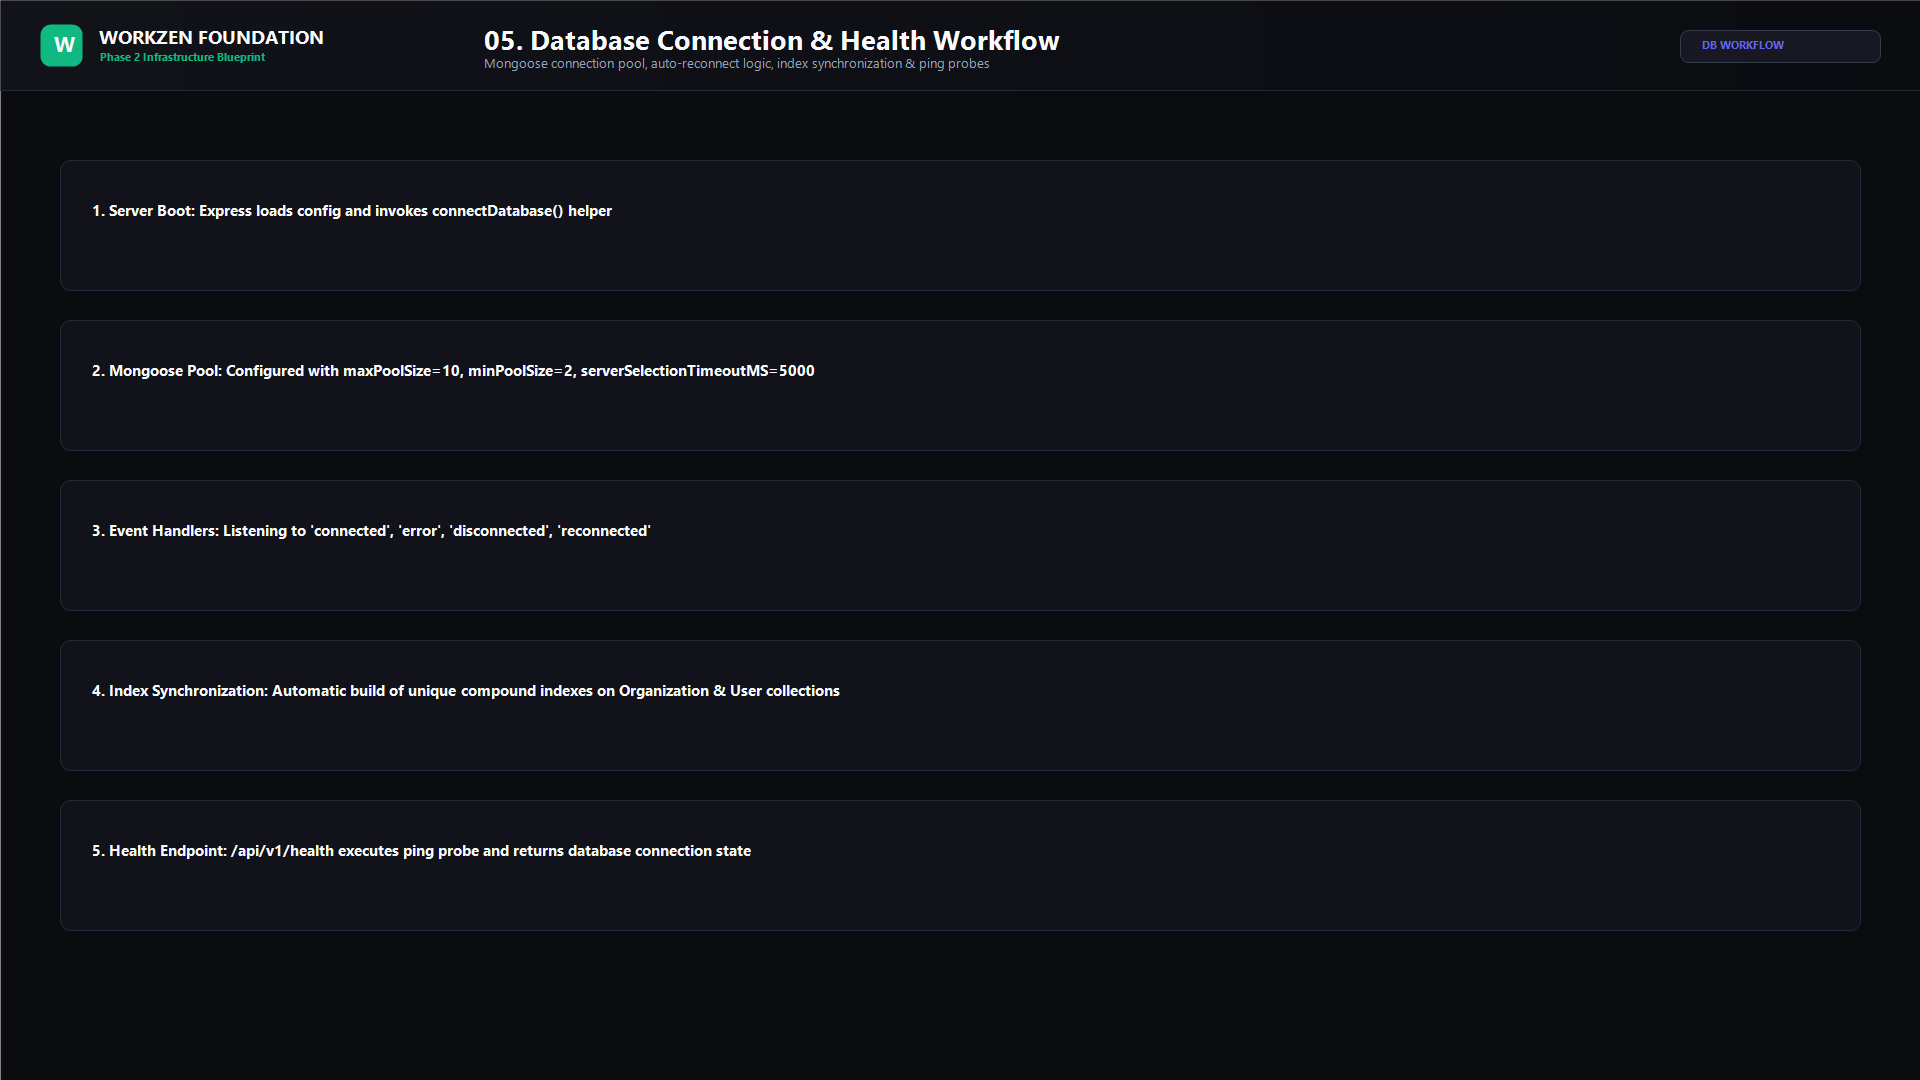 W
WORKZEN FOUNDATION
Phase 2 Infrastructure Blueprint
05. Database Connection & Health Workflow
Mongoose connection pool, auto-reconnect logic, index synchronization & ping probes
DB WORKFLOW
1. Server Boot: Express loads config and invokes connectDatabase() helper
2. Mongoose Pool: Configured with maxPoolSize=10, minPoolSize=2, serverSelectionTimeoutMS=5000
3. Event Handlers: Listening to 'connected', 'error', 'disconnected', 'reconnected'
4. Index Synchronization: Automatic build of unique compound indexes on Organization & User collections
5. Health Endpoint: /api/v1/health executes ping probe and returns database connection state